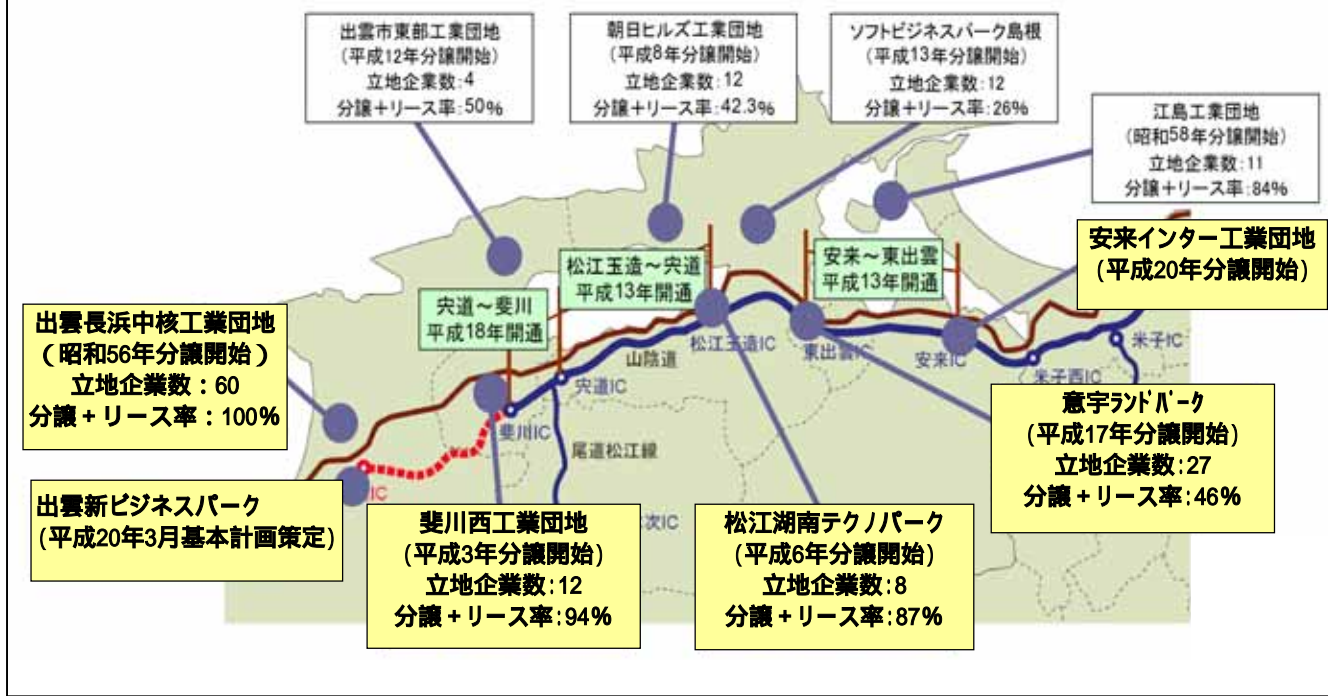 出雲市東部工業団地
(平成12年分譲開始)
立地企業数:4
分譲+リース率:50%
朝日ヒルズ工業団地
(平成8年分譲開始)
立地企業数:12
分譲+リース率:42.3%
ソフトビジネスパーク島根
(平成13年分譲開始)
立地企業数:12
分譲+リース率:26%
江島工業団地
(昭和58年分譲開始)
立地企業数:11
分譲+リース率:84%
安来インター工業団地
(平成20年分譲開始)
松江玉造～宍道
平成13年開通
安来～東出雲
平成13年開通
宍道～斐川
平成18年開通
出雲長浜中核工業団地
(昭和56年分譲開始)
立地企業数:60
分譲+リース率:100%
山陰道
松江玉造IC
東出雲IC
安来IC
米子西IC
米子IC
宍道IC
斐川IC
尾道松江線
意宇ランドパーク
(平成17年分譲開始)
立地企業数:27
分譲+リース率:46%
IC
出雲新ビジネスパーク
(平成20年3月基本計画策定)
次IC
斐川西工業団地
(平成3年分譲開始)
立地企業数:12
分譲+リース率:94%
松江湖南テクノパーク
(平成6年分譲開始)
立地企業数:8
分譲+リース率:87%